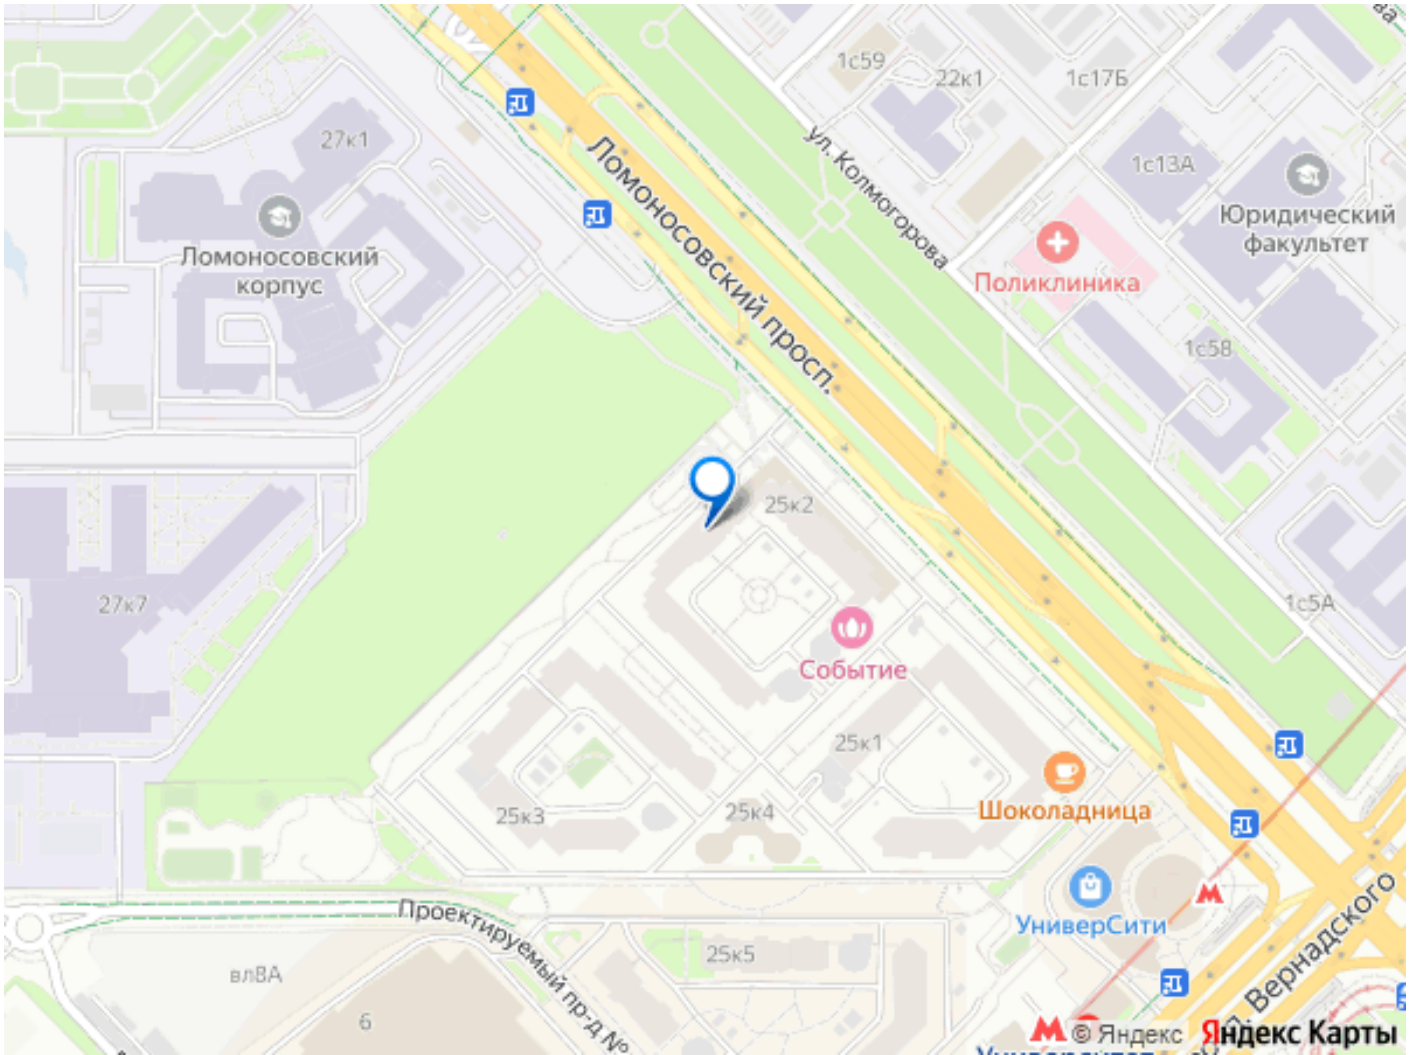 1с59
22к1
1с17Б
27к1
Ломоносовский просп.
ул. Колмогорова
1с13А
Юридический
факультет
Ломоносовский
корпус
Поликлиника
1с58
25к2
27к7
1с5А
Событие
25к1
25к3
25к4
Шоколадница
УниверСити
Проектируемый пр-д №
25к5
вл8А
6
Вернадского
© Яндекс
Яндекс Карты